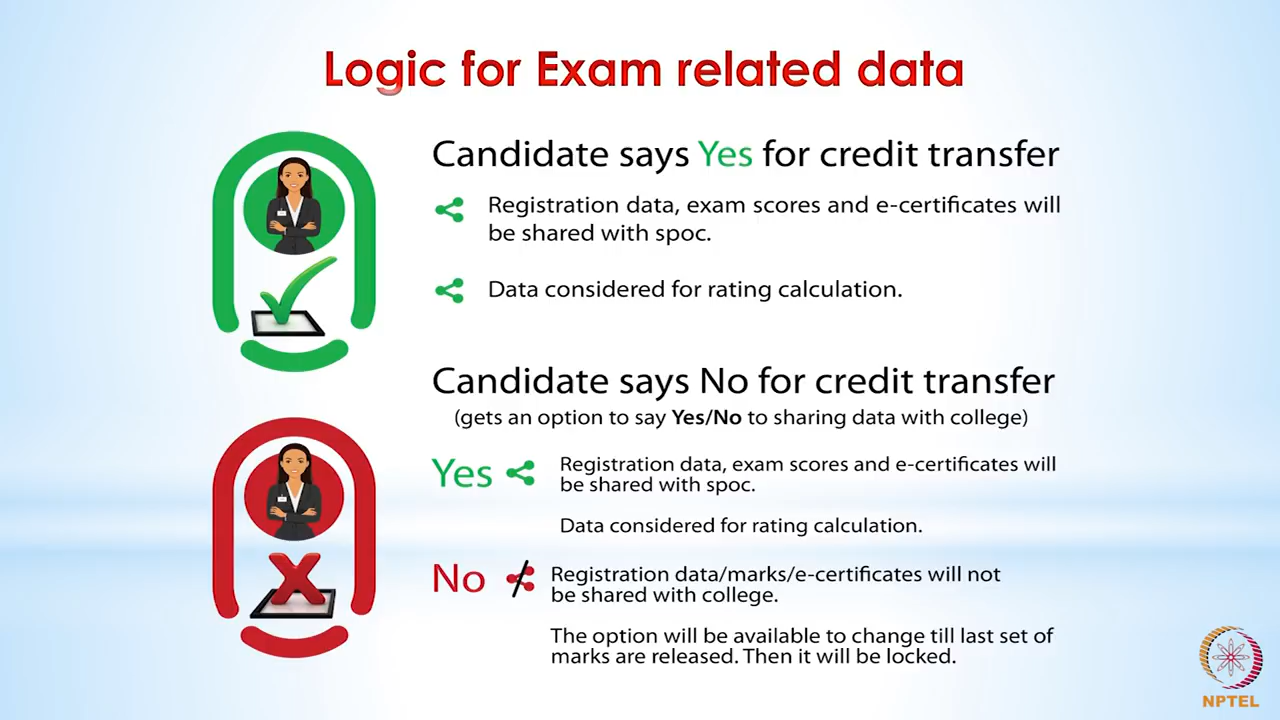 Logic for Exam related data
Candidate says Yes for credit transfer
Registration data, exam scores and e-certificates will
be shared with spoc.
Data considered for rating calculation.
Candidate says No for credit transfer
(gets an option to say Yes/No to sharing data with college)
Yes
Registration data, exam scores and e-certificates will
be shared with spoc.
Data considered for rating calculation.
No
Registration data/marks/e-certificates will not
be shared with college.
The option will be available to change till last set of
marks are released. Then it will be locked.
NPTEL